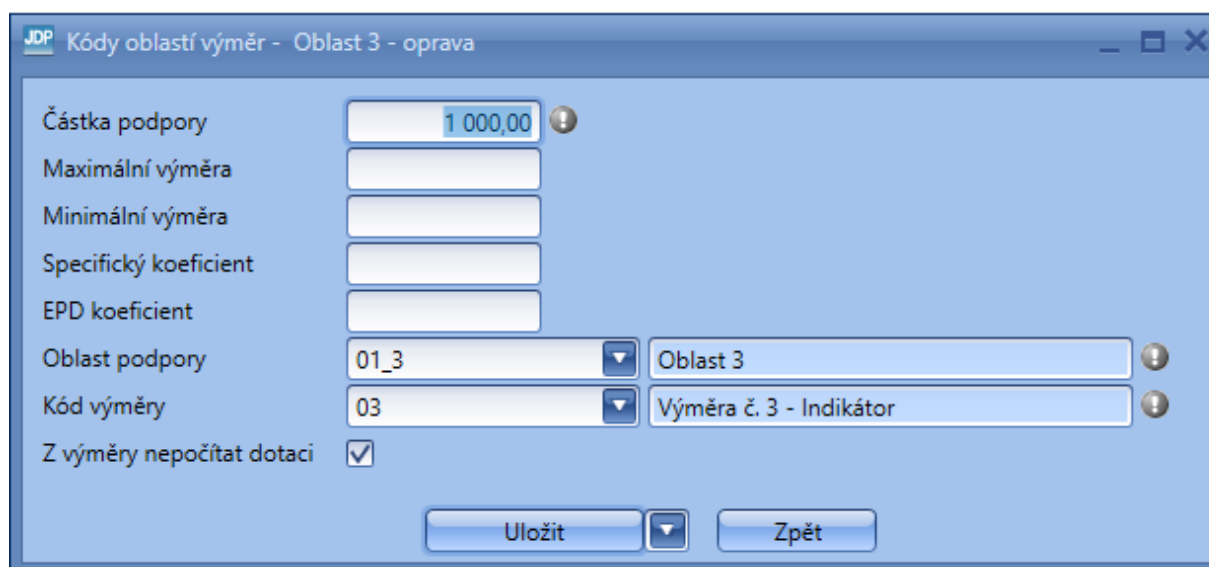 JDP Kódy oblastí výměr - Oblast 3 - oprava
Částka podpory 1 000,00
Maximální výměra
Minimální výměra
Specifický koeficient
EPD koeficient
Oblast podpory 01_3 Oblast 3
Kód výměry 03 Výměra č. 3 - Indikátor
Z výměry nepočítat dotaci
Uložit Zpět